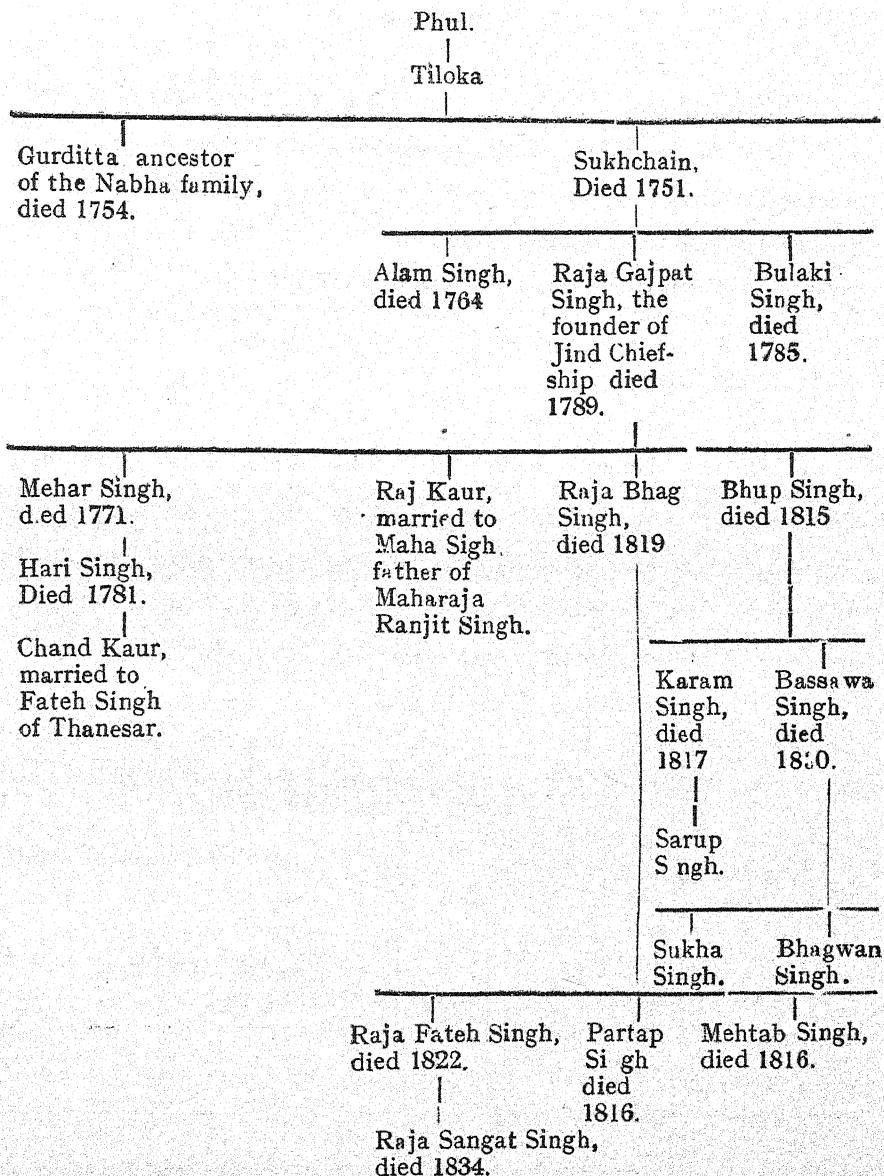 Phul.
Tiloka
Gurditta ancestor
of the Nabha family,
died 1754.
Sukhchain,
Died 1751.
Alam Singh,
died 1764
Raja Gajpat
Singh, the
founder of
Jind Chief-
ship died
1789.
Bulaki
Singh,
died
1785.
Mehar Singh,
d.ed 1771.
Hari Singh,
Died 1781.
Chand Kaur,
married to
Fateh Singh
of Thanesar.
Raj Kaur,
married to
Maha Sigh
father of
Maharaja
Ranjit Singh.
Raja Bhag
Singh,
died 1819
Bhup Singh,
died 1815
Karam
Singh,
died
1817
Sarup
S ngh.
Bassawa
Singh,
died
Sukha
Singh.
Bhagwan
Singh.
Raja Fateh Singh,
died 1822.
Raja Sangat Singh,
died 1834.
Partap
Si gh
died
1816.
Mehtab Singh,
died 1816.